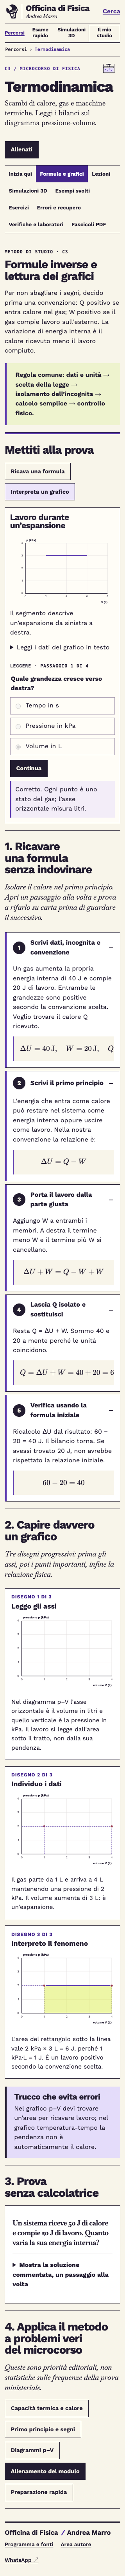 Officina di Fisica
Andrea Marro
Cerca
Percorsi
Esame rapido
Simulazioni 3D
Il mio studio
Percorsi › Termodinamica
C3 / MICROCORSO DI FISICA
Termodinamica
Scambi di calore, gas e macchine
termiche. Leggi i bilanci sul
diagramma pressione-volume.
Allenati
Inizia qui
Formule e grafici
Lezioni
Simulazioni 3D
Esempi svolti
Esercizi
Errori e recupero
Verifiche e laboratori
Fascicoli PDF
METODO DI STUDIO · C3
Formule inverse e
lettura dei grafici
Per non sbagliare i segni, decido
prima una convenzione: Q positivo se
entra calore nel gas, W positivo se il
gas compie lavoro sull'esterno. La
variazione di energia interna è il
calore ricevuto meno il lavoro
compiuto.
Regola comune: dati e unità →
scelta della legge →
isolamento dell'incognita →
calcolo semplice → controllo
fisico.
Mettiti alla prova
Ricava una formula
Interpreta un grafico
Lavoro durante
un'espansione
p (kPa)
V (L)
Il segmento descrive
un'espansione da sinistra a
destra.
▶ Leggi i dati del grafico in testo
LEGGERE · PASSAGGIO 1 DI 4
Quale grandezza cresce verso
destra?
Tempo in s
Pressione in kPa
Volume in L
Continua
Corretto. Ogni punto è uno
stato del gas; l'asse
orizzontale misura litri.
1. Ricavare
una formula
senza indovinare
Isolare il calore nel primo principio.
Apri un passaggio alla volta e prova
a rifarlo su carta prima di guardare
il successivo.
1
Scrivi dati, incognita e
convenzione
−
Un gas aumenta la propria
energia interna di 40 J e compie
20 J di lavoro. Entrambe le
grandezze sono positive
secondo la convenzione scelta.
Voglio trovare il calore Q
ricevuto.
ΔU = 40 J, W = 20 J, Q
2
Scrivi il primo principio
−
L'energia che entra come calore
può restare nel sistema come
energia interna oppure uscire
come lavoro. Nella nostra
convenzione la relazione è:
ΔU = Q − W
3
Porta il lavoro dalla
parte giusta
−
Aggiungo W a entrambi i
membri. A destra il termine
meno W e il termine più W si
cancellano.
ΔU + W = Q − W + W
4
Lascia Q isolato e
sostituisci
−
Resta Q = ΔU + W. Sommo 40 e
20 a mente perché le unità
coincidono.
Q = ΔU + W = 40 + 20 = 6
5
Verifica usando la
formula iniziale
−
Ricalcolo ΔU dal risultato: 60 −
20 = 40 J. Il bilancio torna. Se
avessi trovato 20 J, non avrebbe
rispettato la relazione iniziale.
60 − 20 = 40
2. Capire davvero
un grafico
Tre disegni progressivi: prima gli
assi, poi i punti importanti, infine la
relazione fisica.
DISEGNO 1 DI 3
Leggo gli assi
pressione p (kPa)
volume V (L)
Nel diagramma p–V l'asse
orizzontale è il volume in litri e
quello verticale è la pressione in
kPa. Il lavoro si legge dall'area
sotto il tratto, non dalla sua
pendenza.
DISEGNO 2 DI 3
Individuo i dati
pressione p (kPa)
volume V (L)
Il gas parte da 1 L e arriva a 4 L
mantenendo una pressione di 2
kPa. Il volume aumenta di 3 L: è
un'espansione.
DISEGNO 3 DI 3
Interpreto il fenomeno
pressione p (kPa)
volume V (L)
L'area del rettangolo sotto la linea
vale 2 kPa × 3 L = 6 J, perché 1
kPa·L = 1 J. È un lavoro positivo
secondo la convenzione scelta.
Trucco che evita errori
Nel grafico p–V devo trovare
un'area per ricavare lavoro; nel
grafico temperatura-tempo la
pendenza non è
automaticamente il calore.
3. Prova
senza calcolatrice
Un sistema riceve 50 J di calore
e compie 20 J di lavoro. Quanto
varia la sua energia interna?
▶ Mostra la soluzione
commentata, un passaggio alla
volta
4. Applica il metodo
a problemi veri
del microcorso
Queste sono priorità editoriali, non
statistiche sulle frequenze della prova
ministeriale.
Capacità termica e calore
Primo principio e segni
Diagrammi p–V
Allenamento del modulo
Preparazione rapida
Officina di Fisica / Andrea Marro
Programma e fonti
Area autore
WhatsApp ↗